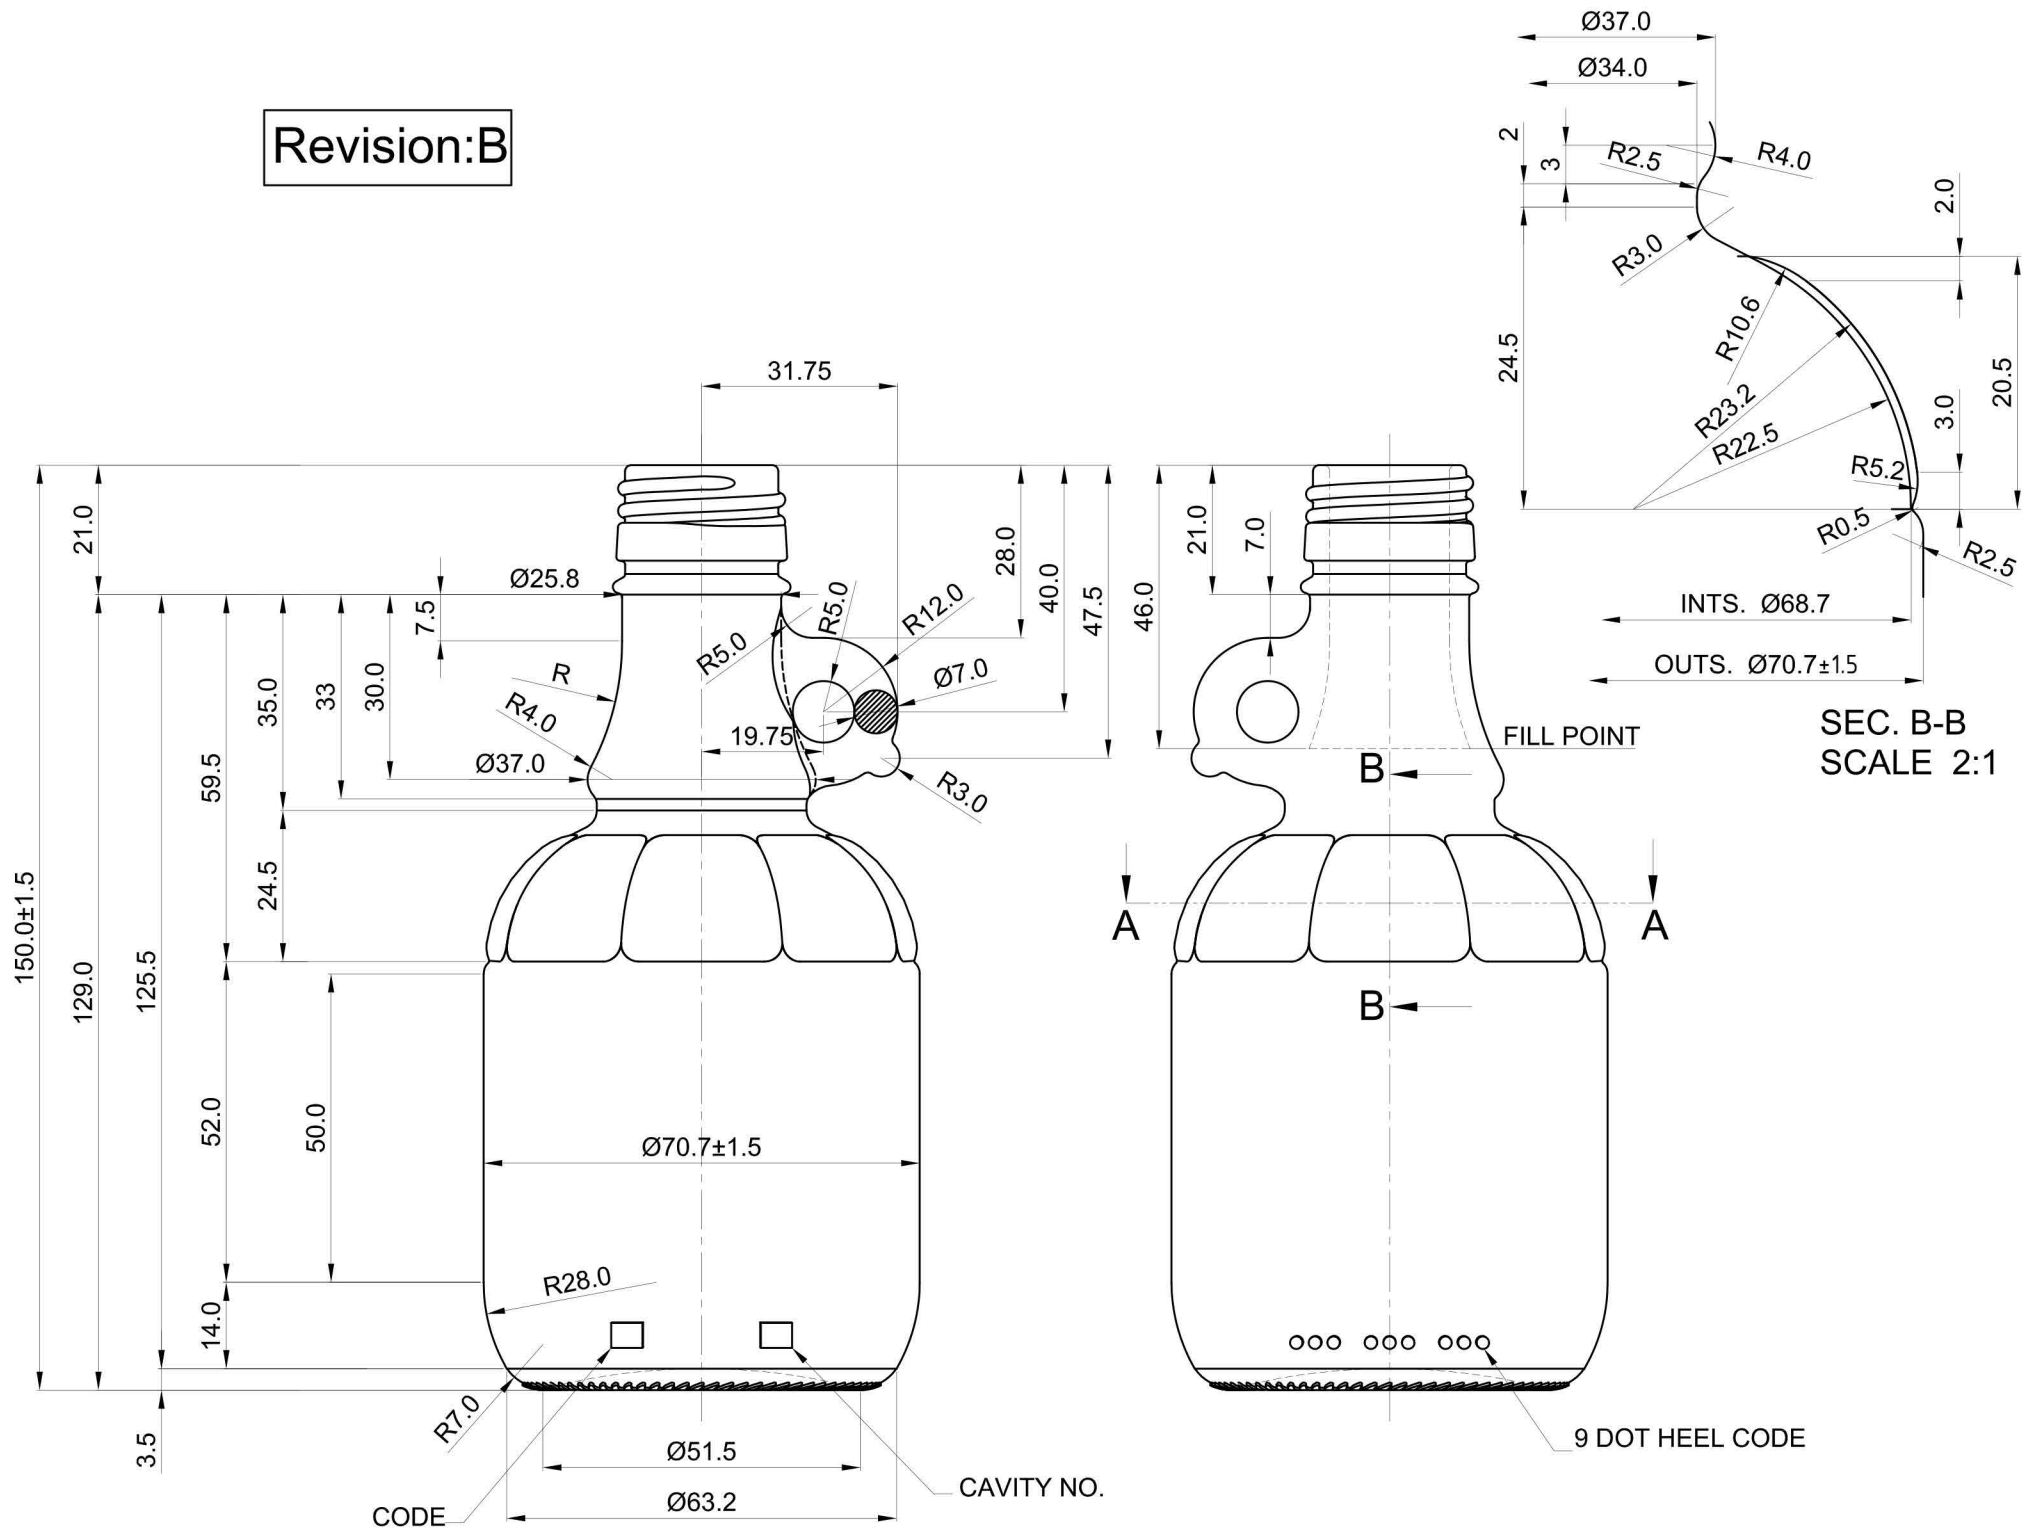 Revision:B
Ø37.0
Ø34.0
2
3
R2.5
R4.0
2.0
R3.0
24.5
R10.6
R23.2
R22.5
3.0
20.5
R5.2
R0.5
R2.5
INTS. Ø68.7
OUTS. Ø70.7±1.5
SEC. B-B
SCALE 2:1
31.75
21.0
Ø25.8
7.5
R
R4.0
Ø37.0
30.0
33
35.0
59.5
24.5
150.0±1.5
129.0
125.5
52.0
50.0
14.0
3.5
R5.0
R5.0
R12.0
Ø7.0
19.75
R3.0
28.0
40.0
47.5
Ø70.7±1.5
R28.0
R7.0
Ø51.5
Ø63.2
CODE
CAVITY NO.
46.0
21.0
7.0
FILL POINT
B
A
A
B
9 DOT HEEL CODE